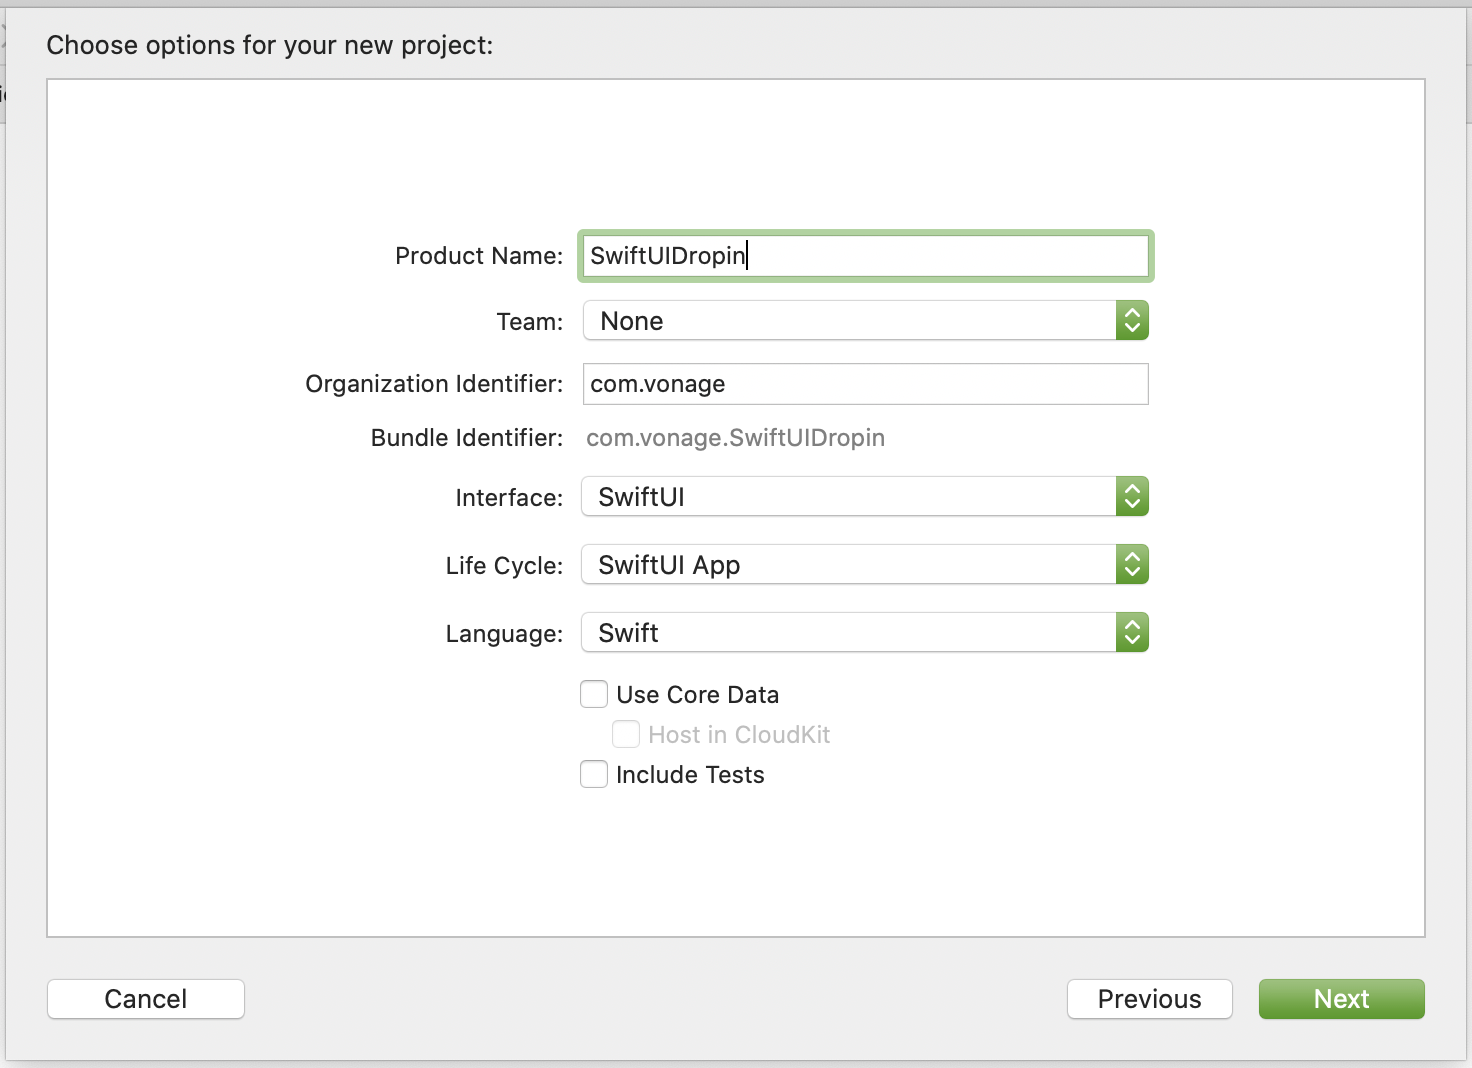 Choose options for your new project:
Product Name: SwiftUIDropin
Team: None
Organization Identifier: com.vonage
Bundle Identifier: com.vonage.SwiftUIDropin
Interface: SwiftUI
Life Cycle: SwiftUI App
Language: Swift
Use Core Data
Host in CloudKit
Include Tests
Cancel Previous Next